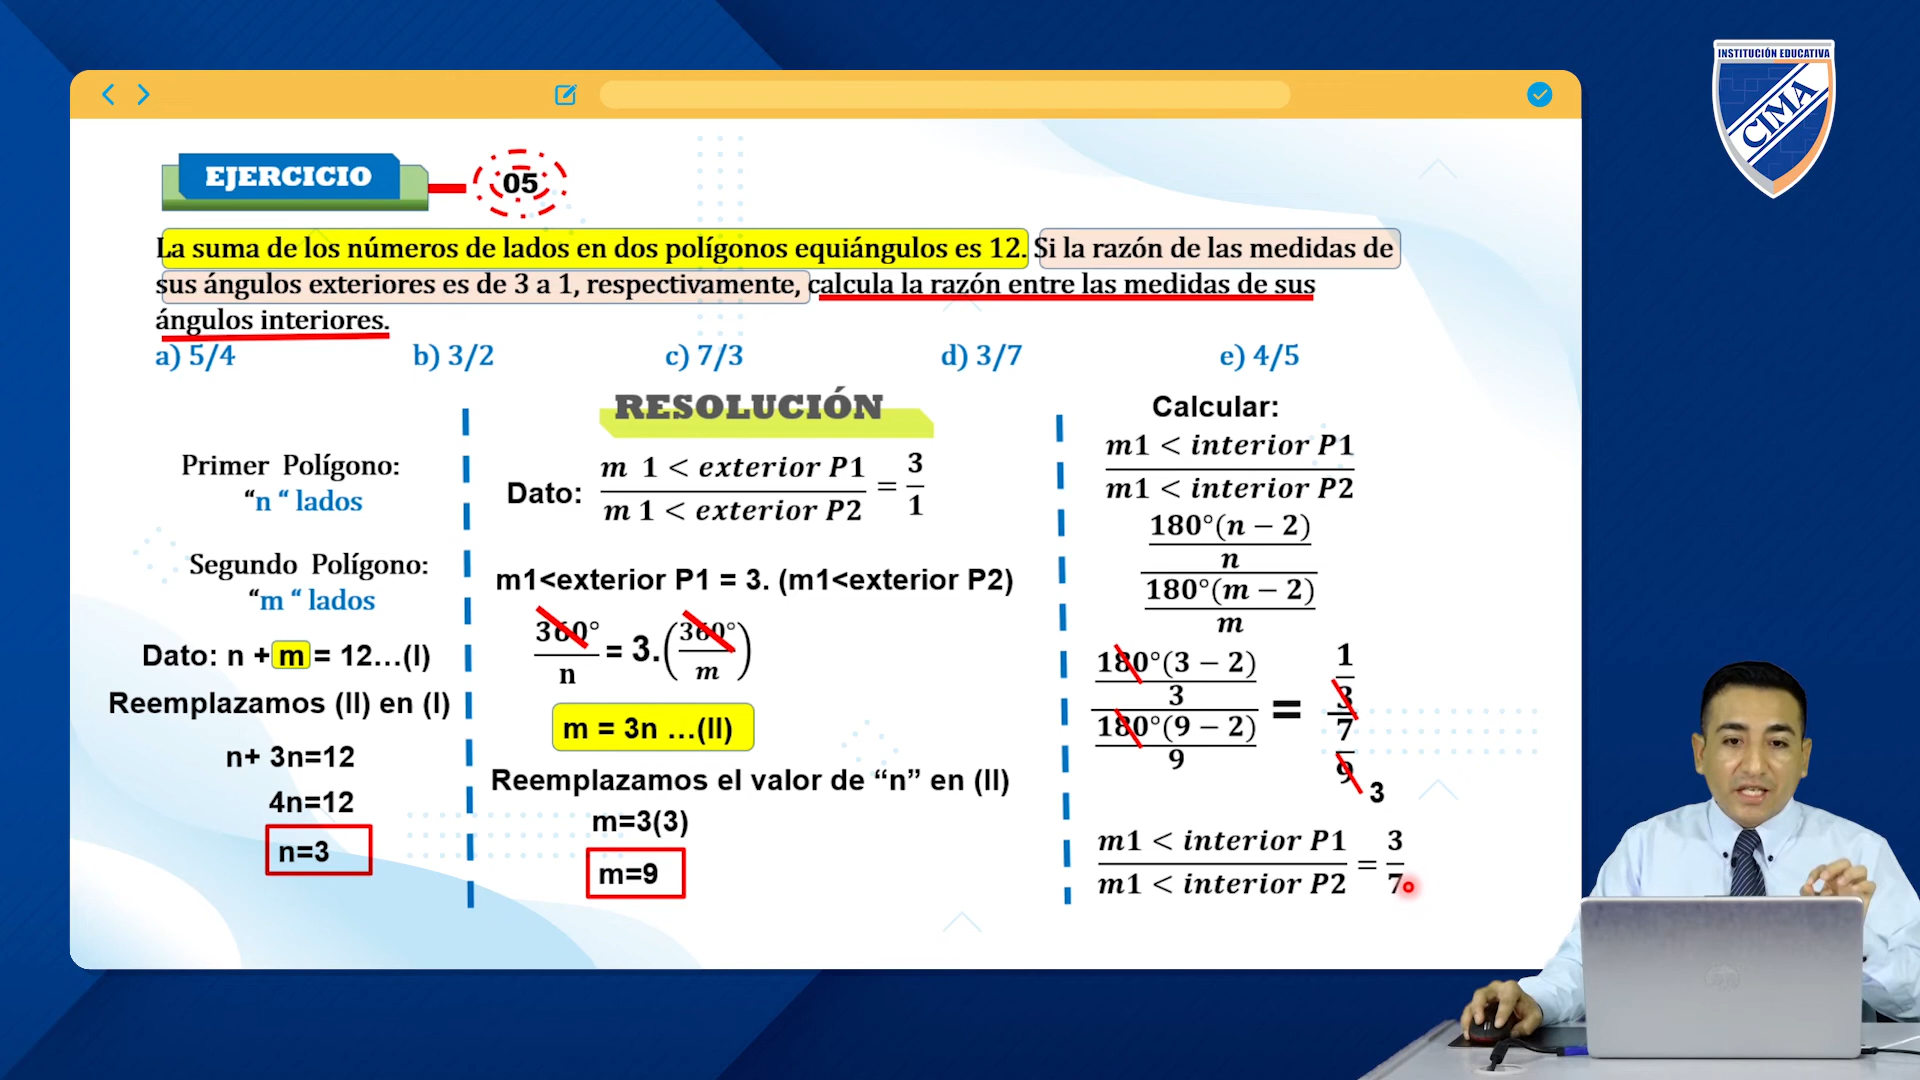 INSTITUCIÓN EDUCATIVA
CIMA
EJERCICIO
05
La suma de los números de lados en dos polígonos equiángulos es 12. Si la razón de las medidas de
sus ángulos exteriores es de 3 a 1, respectivamente, calcula la razón entre las medidas de sus
ángulos interiores.
a) 5/4 b) 3/2 c) 7/3 d) 3/7 e) 4/5
RESOLUCIÓN
Primer Polígono:
“n “ lados
Segundo Polígono:
“m “ lados
Dato: n + m = 12...(I)
Reemplazamos (II) en (I)
n+ 3n=12
4n=12
n=3
Dato: m 1 < exterior P1 / m 1 < exterior P2 = 3/1
m1<exterior P1 = 3. (m1<exterior P2)
360°/n = 3.(360°/m)
m = 3n ...(II)
Reemplazamos el valor de “n” en (II)
m=3(3)
m=9
Calcular:
m1 < interior P1
m1 < interior P2
180°(n − 2)
n
180°(m − 2)
m
180°(3 − 2)
3
180°(9 − 2)
9
=
1
3
7
9
3
m1 < interior P1 / m1 < interior P2 = 3/7